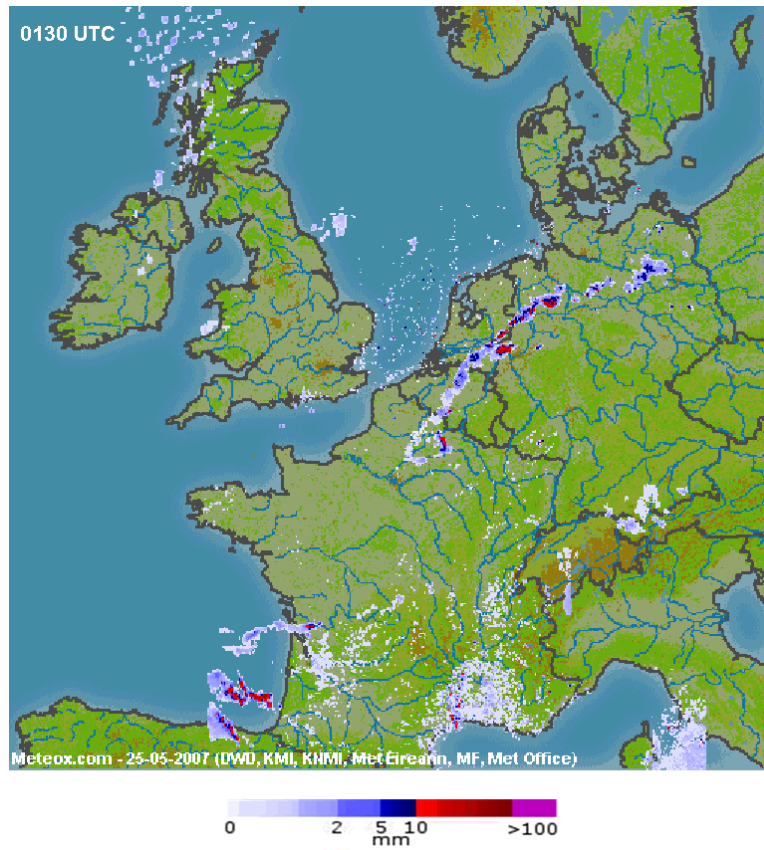 0130 UTC
Meteox.com - 25-05-2007 (DWD, KMI, KNMI, Met Éireann, MF, Met Office)
0 2 5 10 >100
mm